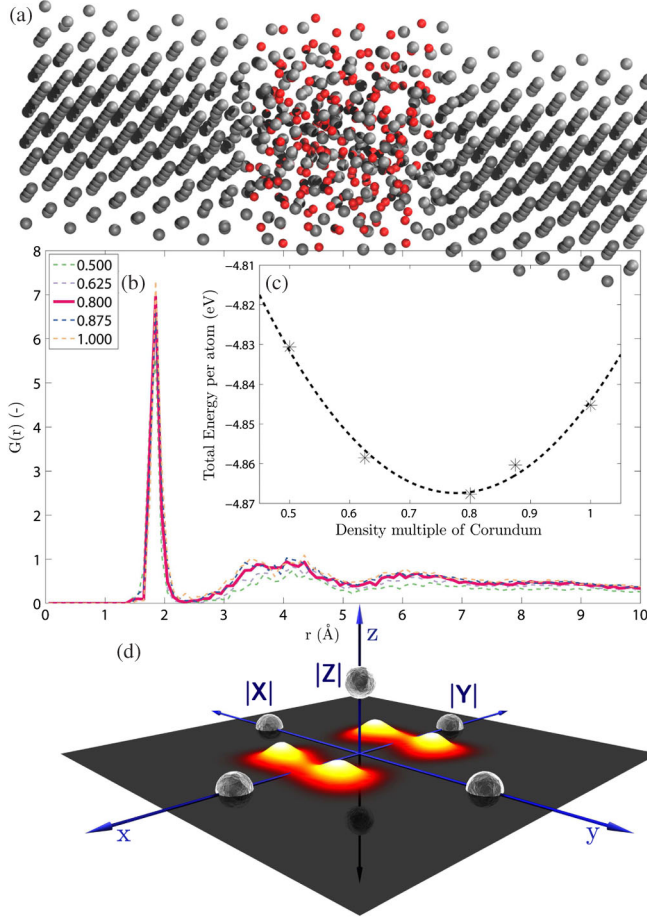 (a)
8
7
6
5
4
3
2
1
0
G(r) (-)
0.500
0.625
0.800
0.875
1.000
(b)
(c)
−4.81
−4.83
−4.84
−4.85
−4.86
−4.87
Total Energy per atom (eV)
0.5 0.6 0.7 0.8 0.9 1
Density multiple of Corundum
0 1 2 3 4 5 6 7 8 9 10
r (Å)
(d)
z
|Z|
|X|
|Y|
x
y